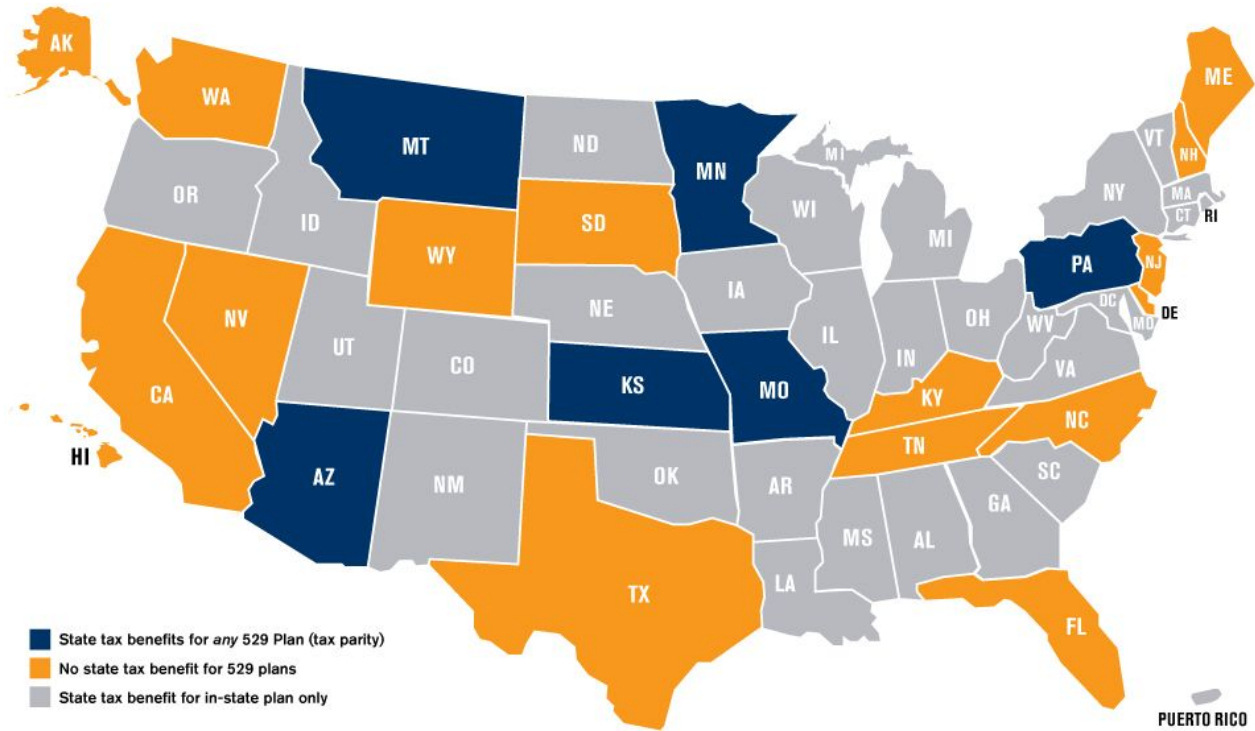 AK
WA
MT
ND
MN
MI
ME
VT
NH
OR
ID
SD
WI
NY
MA
CT
RI
MI
WY
PA
NJ
NV
NE
IA
DC
DE
MO
UT
CO
IL
IN
OH
WV
VA
CA
KS
MO
KY
NC
TN
HI
AZ
NM
OK
AR
SC
GA
MS
AL
LA
TX
FL
State tax benefits for any 529 Plan (tax parity)
No state tax benefit for 529 plans
State tax benefit for in-state plan only
PUERTO RICO